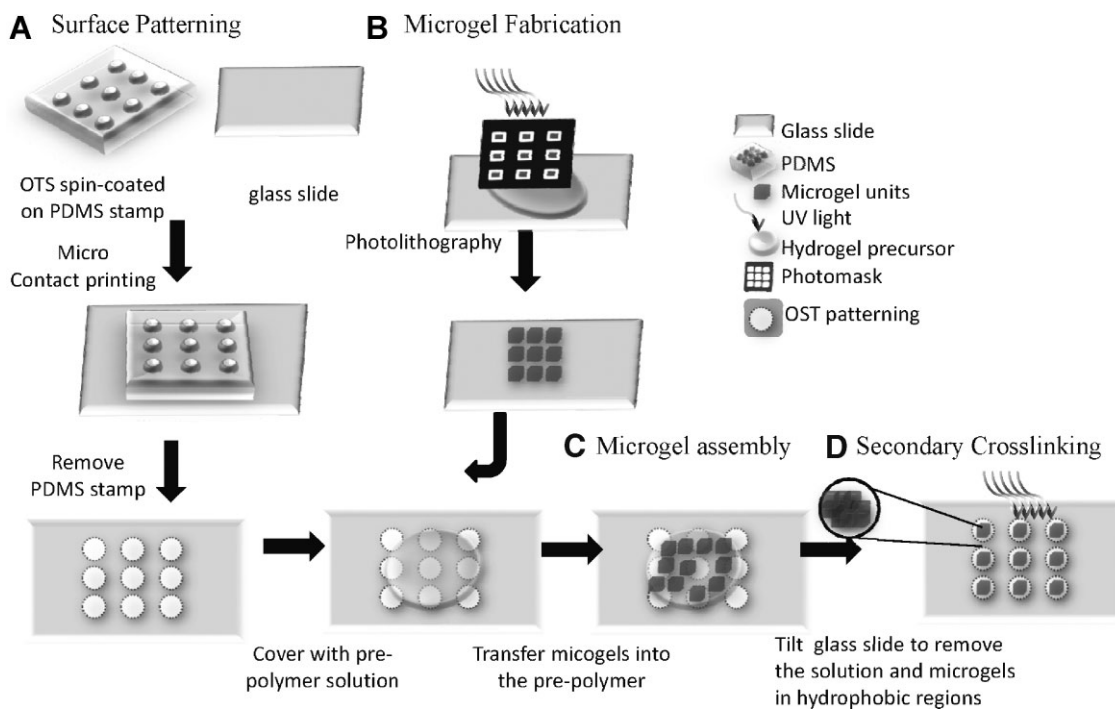 A Surface Patterning
OTS spin-coated
on PDMS stamp
glass slide
Micro
Contact printing
Remove
PDMS stamp
B Microgel Fabrication
Photolithography
Glass slide
PDMS
Microgel units
UV light
Hydrogel precursor
Photomask
OST patterning
Cover with pre-
polymer solution
C Microgel assembly
Transfer micogels into
the pre-polymer
D Secondary Crosslinking
Tilt glass slide to remove
the solution and microgels
in hydrophobic regions